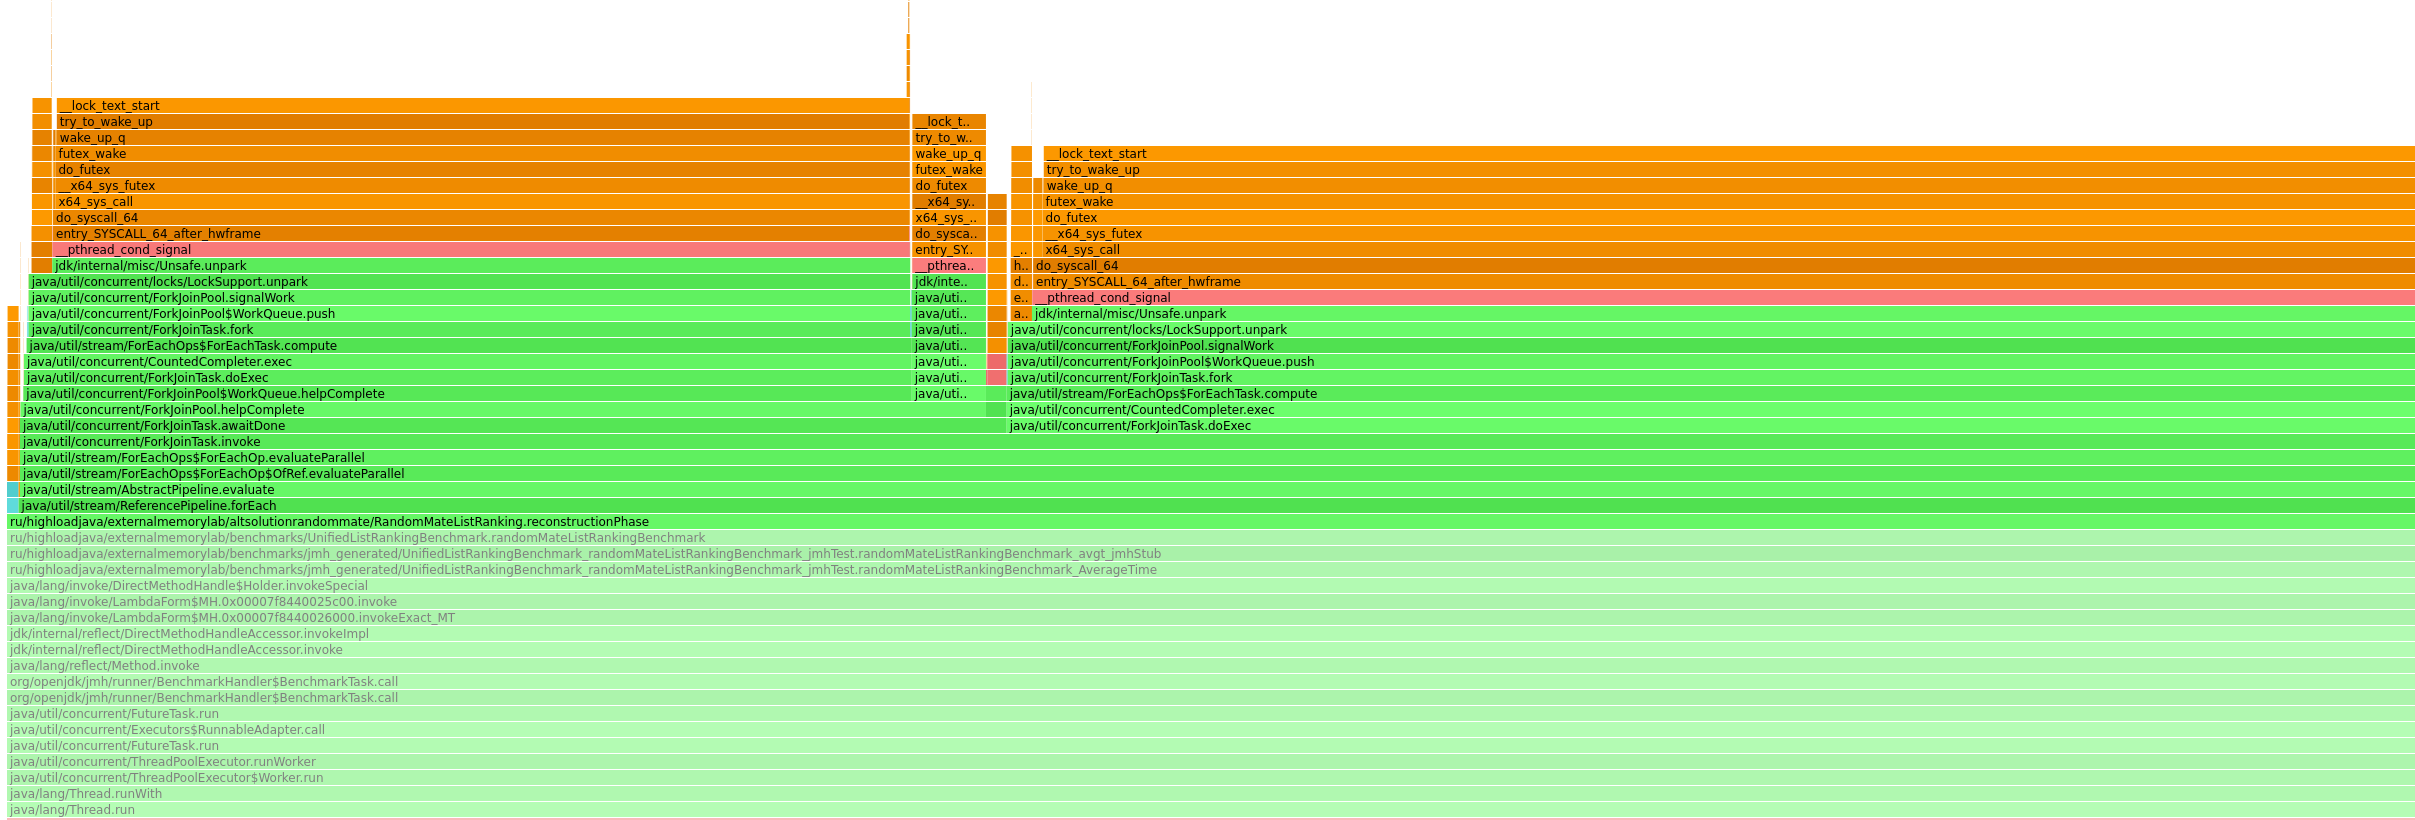 __lock_text_start
try_to_wake_up __lock_t..
wake_up_q try_to_w..
futex_wake wake_up_q __lock_text_start
do_futex futex_wake try_to_wake_up
__x64_sys_futex do_futex wake_up_q
x64_sys_call __x64_sy.. futex_wake
do_syscall_64 x64_sys_.. do_futex
entry_SYSCALL_64_after_hwframe do_sysca.. __x64_sys_futex
__pthread_cond_signal entry_SY.. _.. x64_sys_call
jdk/internal/misc/Unsafe.unpark __pthrea.. h.. do_syscall_64
java/util/concurrent/locks/LockSupport.unpark jdk/inte.. d.. entry_SYSCALL_64_after_hwframe
java/util/concurrent/ForkJoinPool.signalWork java/uti.. e.. __pthread_cond_signal
java/util/concurrent/ForkJoinPool$WorkQueue.push java/uti.. a.. jdk/internal/misc/Unsafe.unpark
java/util/concurrent/ForkJoinTask.fork java/uti.. java/util/concurrent/locks/LockSupport.unpark
java/util/stream/ForEachOps$ForEachTask.compute java/uti.. java/util/concurrent/ForkJoinPool.signalWork
java/util/concurrent/CountedCompleter.exec java/uti.. java/util/concurrent/ForkJoinPool$WorkQueue.push
java/util/concurrent/ForkJoinTask.doExec java/uti.. java/util/concurrent/ForkJoinTask.fork
java/util/concurrent/ForkJoinPool$WorkQueue.helpComplete java/uti.. java/util/stream/ForEachOps$ForEachTask.compute
java/util/concurrent/ForkJoinPool.helpComplete java/util/concurrent/CountedCompleter.exec
java/util/concurrent/ForkJoinTask.awaitDone java/util/concurrent/ForkJoinTask.doExec
java/util/concurrent/ForkJoinTask.invoke
java/util/stream/ForEachOps$ForEachOp.evaluateParallel
java/util/stream/ForEachOps$ForEachOp$OfRef.evaluateParallel
java/util/stream/AbstractPipeline.evaluate
java/util/stream/ReferencePipeline.forEach
ru/highloadjava/externalmemorylab/altsolutionrandommate/RandomMateListRanking.reconstructionPhase
ru/highloadjava/externalmemorylab/benchmarks/UnifiedListRankingBenchmark.randomMateListRankingBenchmark
ru/highloadjava/externalmemorylab/benchmarks/jmh_generated/UnifiedListRankingBenchmark_randomMateListRankingBenchmark_jmhTest.randomMateListRankingBenchmark_avgt_jmhStub
ru/highloadjava/externalmemorylab/benchmarks/jmh_generated/UnifiedListRankingBenchmark_randomMateListRankingBenchmark_jmhTest.randomMateListRankingBenchmark_AverageTime
java/lang/invoke/DirectMethodHandle$Holder.invokeSpecial
java/lang/invoke/LambdaForm$MH.0x00007f8440025c00.invoke
java/lang/invoke/LambdaForm$MH.0x00007f8440026000.invokeExact_MT
jdk/internal/reflect/DirectMethodHandleAccessor.invokeImpl
jdk/internal/reflect/DirectMethodHandleAccessor.invoke
java/lang/reflect/Method.invoke
org/openjdk/jmh/runner/BenchmarkHandler$BenchmarkTask.call
org/openjdk/jmh/runner/BenchmarkHandler$BenchmarkTask.call
java/util/concurrent/FutureTask.run
java/util/concurrent/Executors$RunnableAdapter.call
java/util/concurrent/FutureTask.run
java/util/concurrent/ThreadPoolExecutor.runWorker
java/util/concurrent/ThreadPoolExecutor$Worker.run
java/lang/Thread.runWith
java/lang/Thread.run